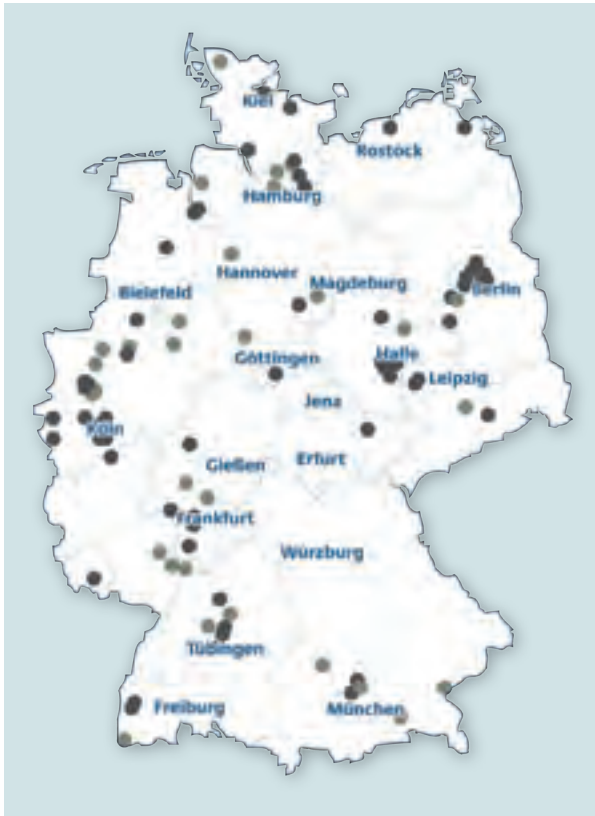 Kiel
Rostock
Hamburg
Hannover
Magdeburg
Bielefeld
Berlin
Göttingen
Halle
Leipzig
Jena
Köln
Gießen
Erfurt
Frankfurt
Würzburg
Tübingen
Freiburg
München